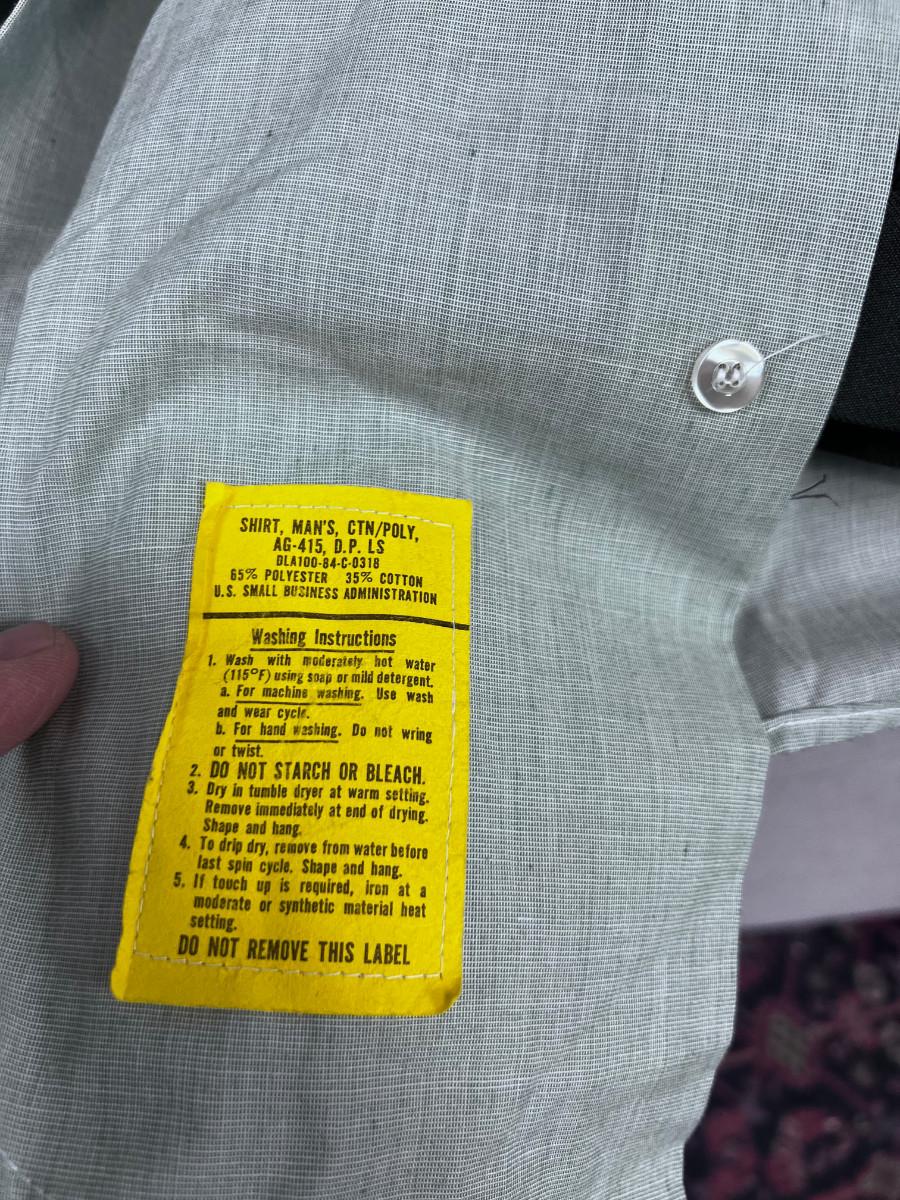 SHIRT, MAN'S, CTN/POLY,
AG-415, D.P. LS
DLA100-84-C-0318
65% POLYESTER 35% COTTON
U.S. SMALL BUSINESS ADMINISTRATION
Washing Instructions
1. Wash with moderately hot water
(115°F) using soap or mild detergent.
a. For machine washing. Use wash
and wear cycle.
b. For hand washing. Do not wring
or twist.
2. DO NOT STARCH OR BLEACH.
3. Dry in tumble dryer at warm setting.
Remove immediately at end of drying.
Shape and hang.
4. To drip dry, remove from water before
last spin cycle. Shape and hang.
5. If touch up is required, iron at a
moderate or synthetic material heat
setting.
DO NOT REMOVE THIS LABEL